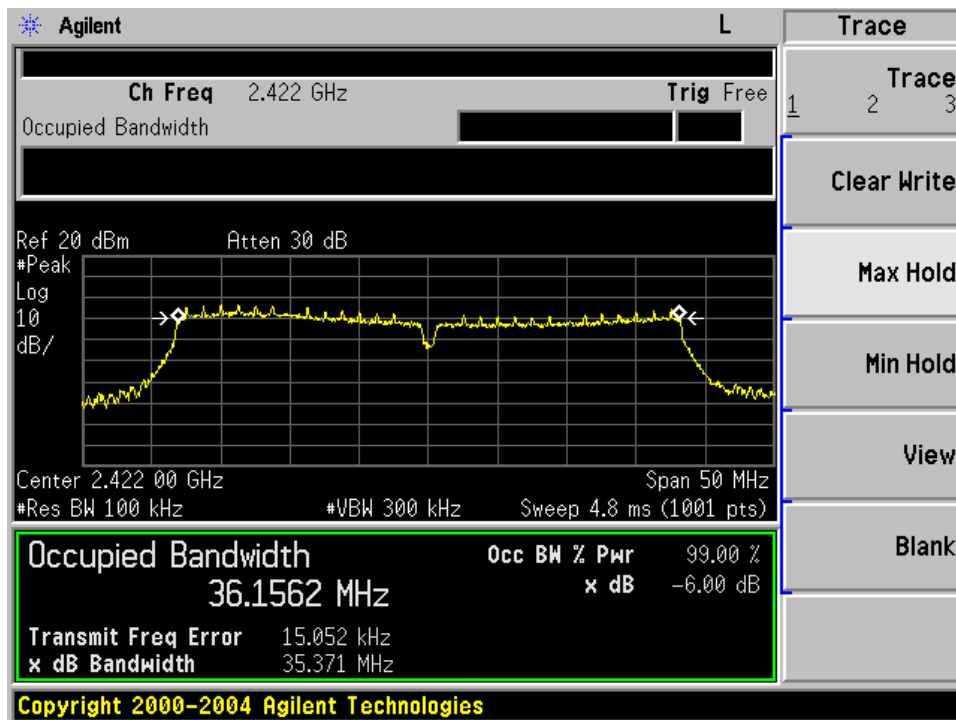 Agilent L Trace
Ch Freq 2.422 GHz Trig Free
Occupied Bandwidth
Trace
1 2 3
Clear Write
Max Hold
Min Hold
View
Blank
Ref 20 dBm Atten 30 dB
#Peak
Log
10
dB/
Center 2.422 00 GHz Span 50 MHz
#Res BW 100 kHz #VBW 300 kHz Sweep 4.8 ms (1001 pts)
Occupied Bandwidth Occ BW % Pwr 99.00 %
36.1562 MHz x dB -6.00 dB
Transmit Freq Error 15.052 kHz
x dB Bandwidth 35.371 MHz
Copyright 2000-2004 Agilent Technologies